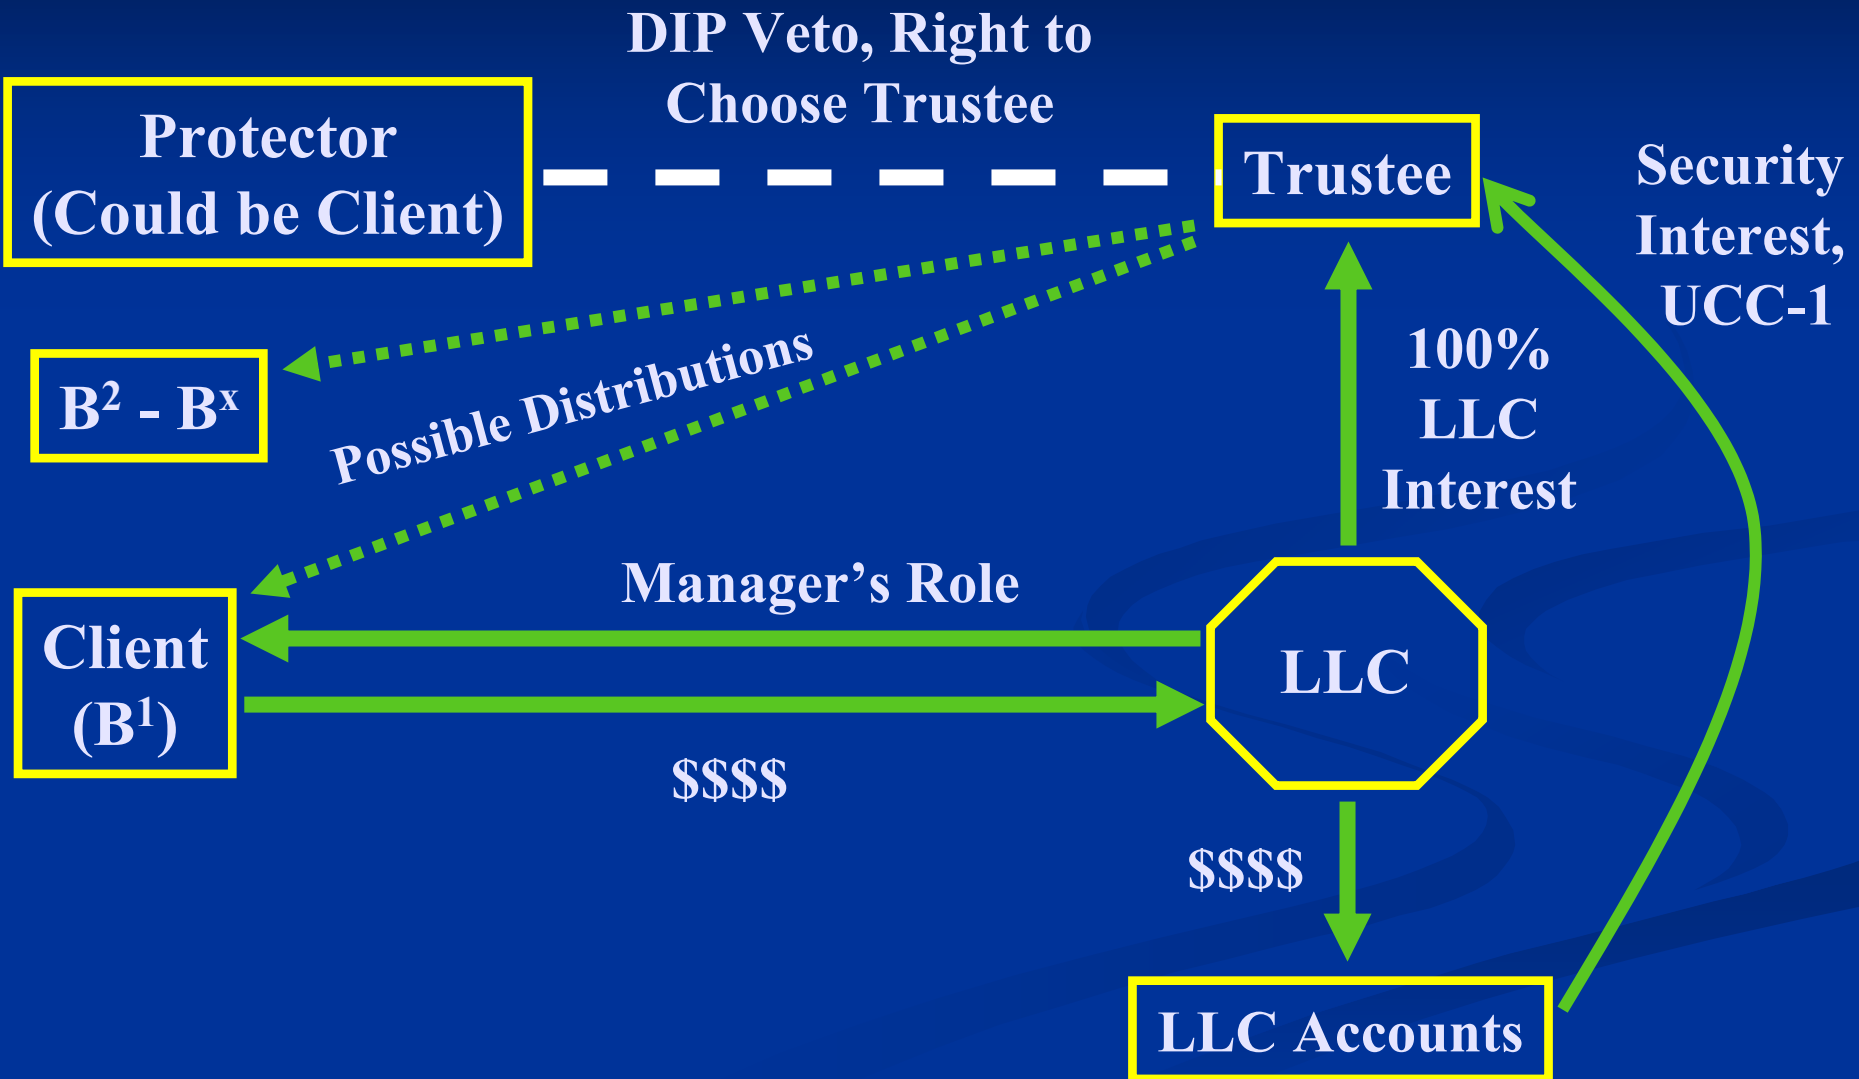 DIP Veto, Right to
Choose Trustee
Protector
(Could be Client)
Trustee
Security
Interest,
UCC-1
100%
LLC
Interest
B² - Bˣ
Possible Distributions
Manager’s Role
Client
(B¹)
LLC
$$$$
$$$$
LLC Accounts